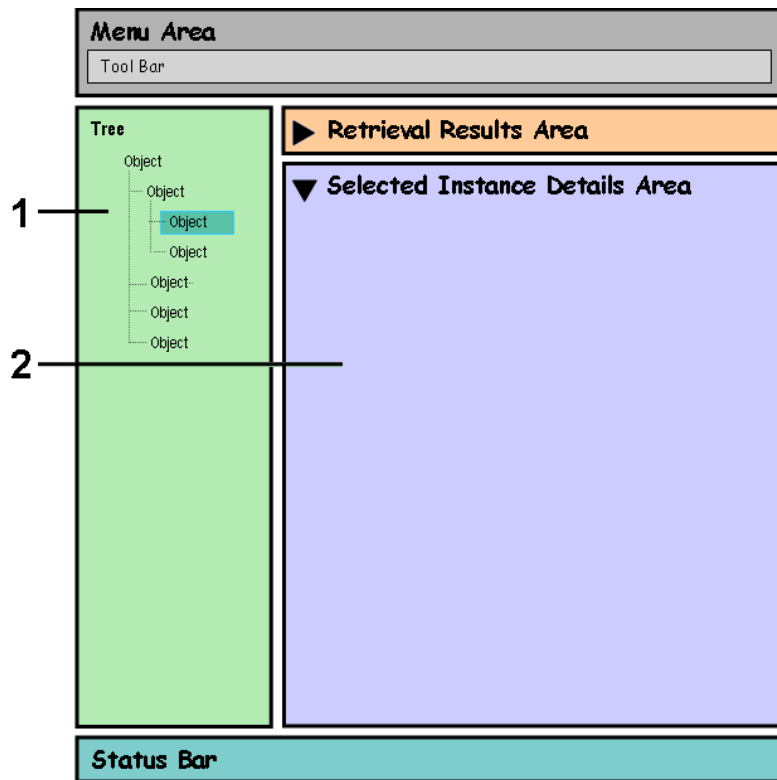 Menu Area
Tool Bar
Tree
Object
Object
Object
Object
Object
Object
Object
1
2
Retrieval Results Area
Selected Instance Details Area
Status Bar